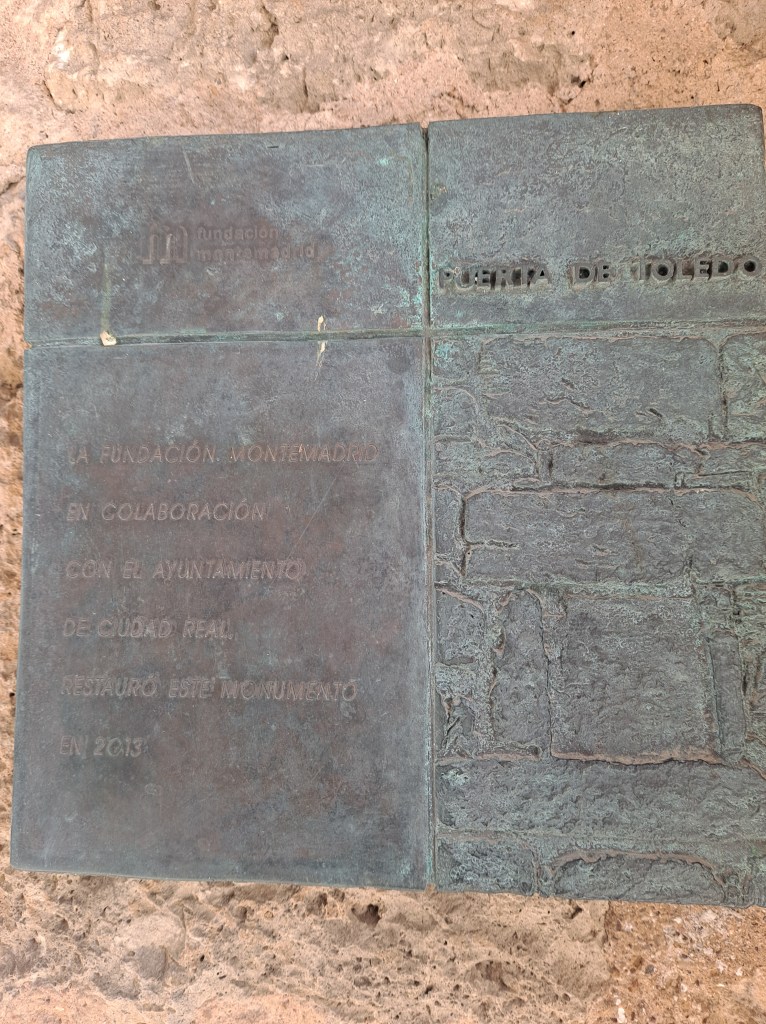 fundación
montemadrid
PUERTA DE TOLEDO
LA FUNDACIÓN MONTEMADRID
EN COLABORACIÓN
CON EL AYUNTAMIENTO
DE CIUDAD REAL,
RESTAURÓ ESTE MONUMENTO
EN 2013